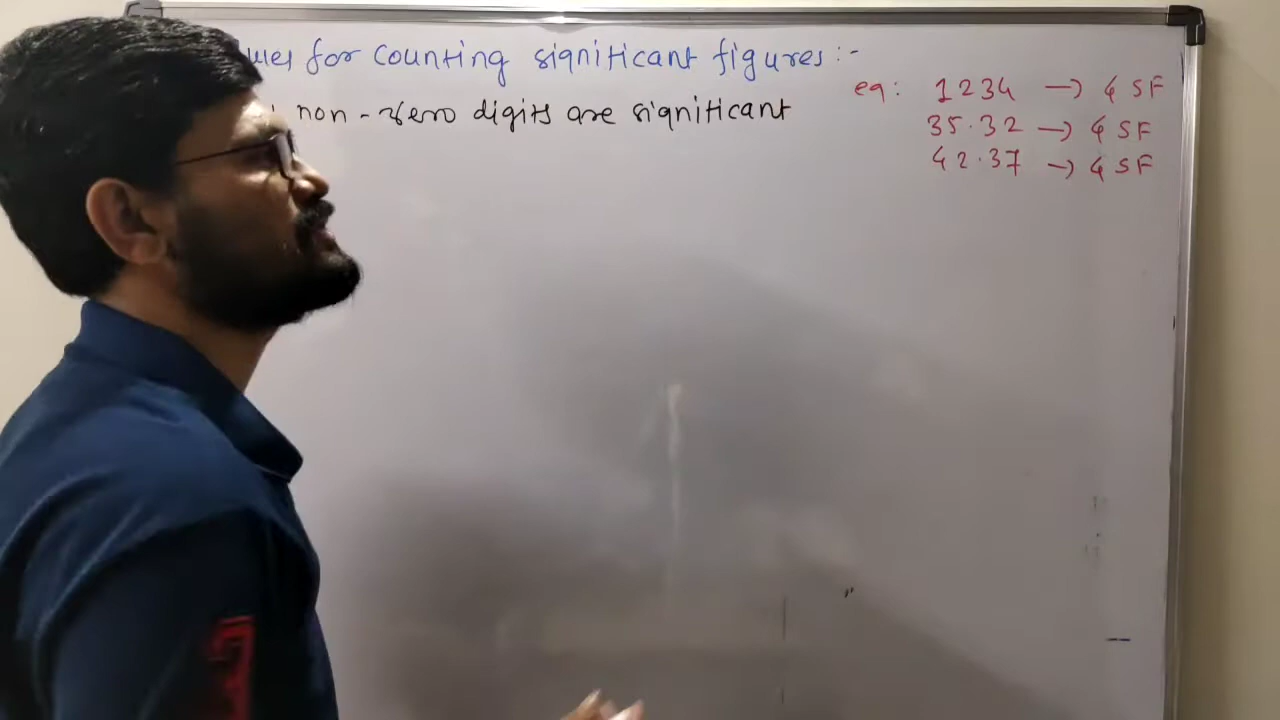 for counting significant figures :-
non-zero digits are significant
eg: 1234 → 4 SF
35.32 → 4 SF
42.37 → 4 SF